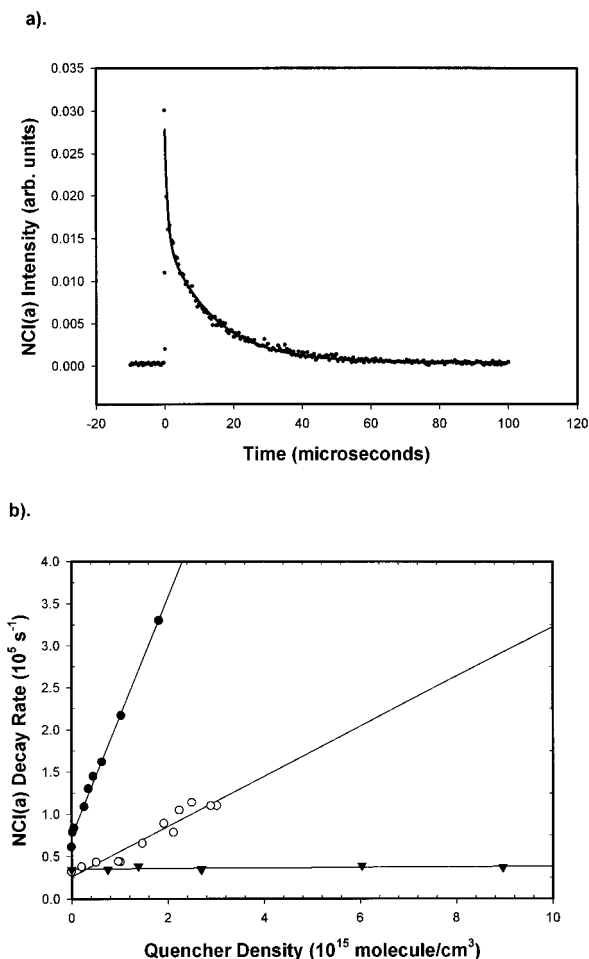 a).
0.035
0.030
0.025
0.020
0.015
0.010
0.005
0.000
NCl(a) Intensity (arb. units)
-20 0 20 40 60 80 100 120
Time (microseconds)
b).
4.0
3.5
3.0
2.5
2.0
1.5
1.0
0.5
0.0
NCl(a) Decay Rate (10⁵ s⁻¹)
0 2 4 6 8 10
Quencher Density (10¹⁵ molecule/cm³)